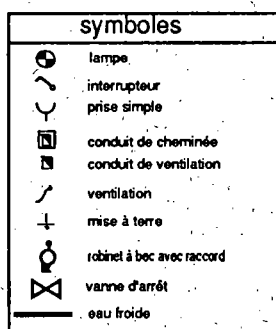 symboles
lampe
interrupteur
prise simple
conduit de cheminée
conduit de ventilation
ventilation
mise à terre
robinet à bec avec raccord
vanne d'arrêt
eau froide